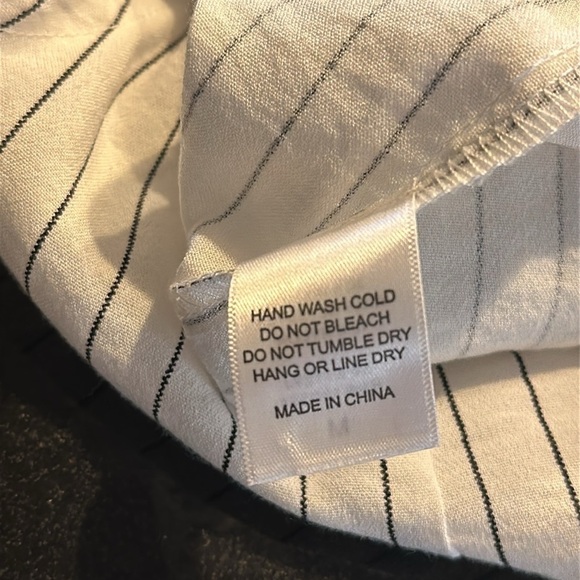 HAND WASH COLD
DO NOT BLEACH
DO NOT TUMBLE DRY
HANG OR LINE DRY
MADE IN CHINA
M